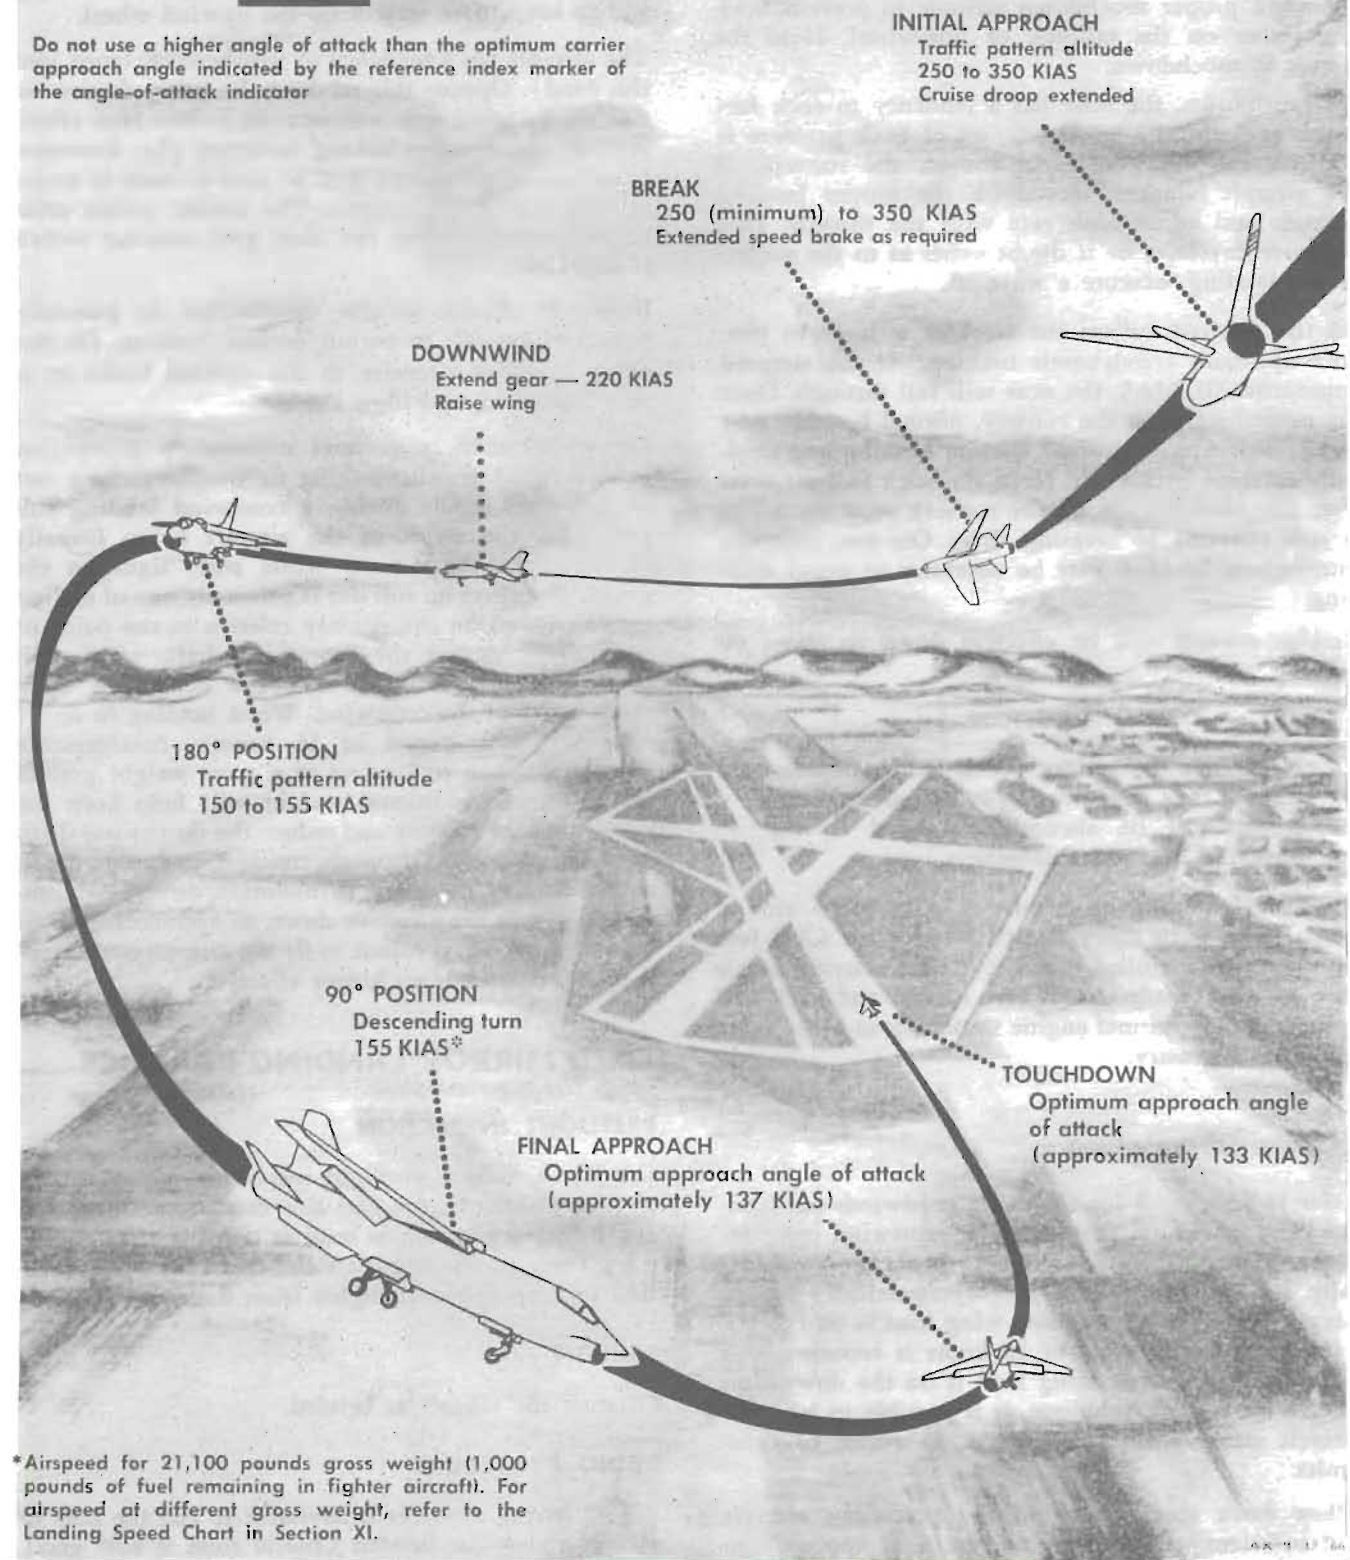 Do not use a higher angle of attack than the optimum carrier
approach angle indicated by the reference index marker of
the angle-of-attack indicator
INITIAL APPROACH
Traffic pattern altitude
250 to 350 KIAS
Cruise droop extended
BREAK
250 (minimum) to 350 KIAS
Extended speed brake as required
DOWNWIND
Extend gear — 220 KIAS
Raise wing
180° POSITION
Traffic pattern altitude
150 to 155 KIAS
90° POSITION
Descending turn
155 KIAS*
FINAL APPROACH
Optimum approach angle of attack
(approximately 137 KIAS)
TOUCHDOWN
Optimum approach angle
of attack
(approximately 133 KIAS)
*Airspeed for 21,100 pounds gross weight (1,000
pounds of fuel remaining in fighter aircraft). For
airspeed at different gross weight, refer to the
Landing Speed Chart in Section XI.